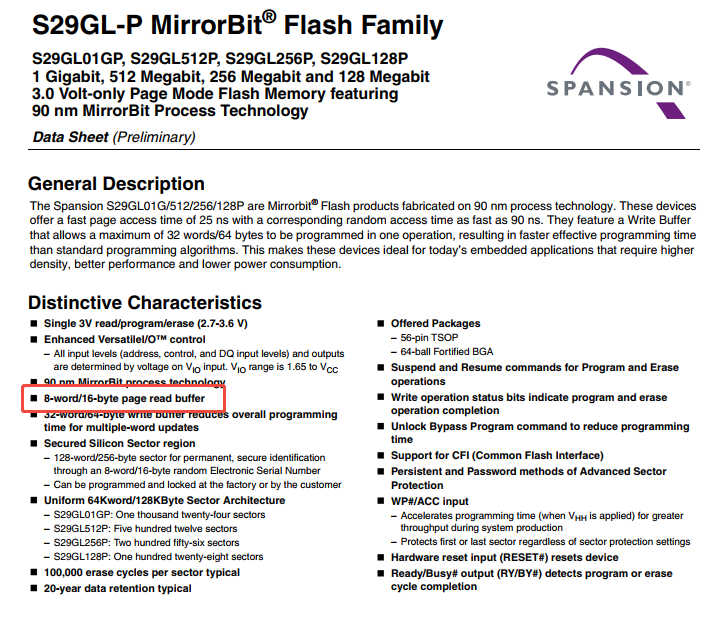 S29GL-P MirrorBit® Flash Family
S29GL01GP, S29GL512P, S29GL256P, S29GL128P
1 Gigabit, 512 Megabit, 256 Megabit and 128 Megabit
3.0 Volt-only Page Mode Flash Memory featuring
90 nm MirrorBit Process Technology
SPANSION®
Data Sheet (Preliminary)
General Description
The Spansion S29GL01G/512/256/128P are Mirrorbit® Flash products fabricated on 90 nm process technology. These devices
offer a fast page access time of 25 ns with a corresponding random access time as fast as 90 ns. They feature a Write Buffer
that allows a maximum of 32 words/64 bytes to be programmed in one operation, resulting in faster effective programming time
than standard programming algorithms. This makes these devices ideal for today's embedded applications that require higher
density, better performance and lower power consumption.
Distinctive Characteristics
■ Single 3V read/program/erase (2.7-3.6 V)
■ Enhanced VersatileI/O™ control
– All input levels (address, control, and DQ input levels) and outputs
are determined by voltage on VIO input. VIO range is 1.65 to VCC
■ 90 nm MirrorBit process technology
■ 8-word/16-byte page read buffer
■ 32-word/64-byte write buffer reduces overall programming
time for multiple-word updates
■ Secured Silicon Sector region
– 128-word/256-byte sector for permanent, secure identification
through an 8-word/16-byte random Electronic Serial Number
– Can be programmed and locked at the factory or by the customer
■ Uniform 64Kword/128KByte Sector Architecture
– S29GL01GP: One thousand twenty-four sectors
– S29GL512P: Five hundred twelve sectors
– S29GL256P: Two hundred fifty-six sectors
– S29GL128P: One hundred twenty-eight sectors
■ 100,000 erase cycles per sector typical
■ 20-year data retention typical
■ Offered Packages
– 56-pin TSOP
– 64-ball Fortified BGA
■ Suspend and Resume commands for Program and Erase
operations
■ Write operation status bits indicate program and erase
operation completion
■ Unlock Bypass Program command to reduce programming
time
■ Support for CFI (Common Flash Interface)
■ Persistent and Password methods of Advanced Sector
Protection
■ WP#/ACC input
– Accelerates programming time (when VHH is applied) for greater
throughput during system production
– Protects first or last sector regardless of sector protection settings
■ Hardware reset input (RESET#) resets device
■ Ready/Busy# output (RY/BY#) detects program or erase
cycle completion